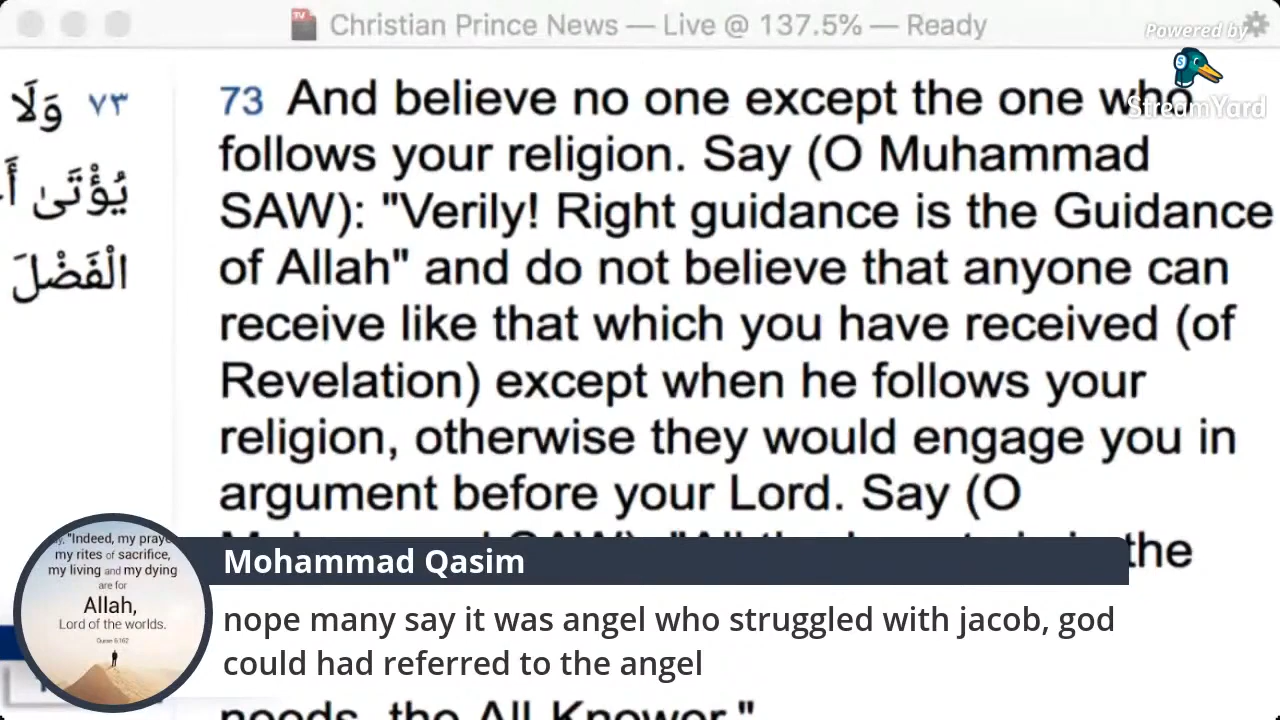 Christian Prince News — Live @ 137.5% — Ready
Powered by
StreamYard
73 And believe no one except the one who
follows your religion. Say (O Muhammad
SAW): "Verily! Right guidance is the Guidance
of Allah" and do not believe that anyone can
receive like that which you have received (of
Revelation) except when he follows your
religion, otherwise they would engage you in
argument before your Lord. Say (O
the
٧٣ وَلَا
يُؤْتَىٰ
الْفَضْلَ
"Indeed, my
my rites of sacrifice,
my living and my dying
are for
Allah,
Lord of the worlds.
Quran 6:162
Mohammad Qasim
nope many say it was angel who struggled with jacob, god
could had referred to the angel
needs, the All-Knower."